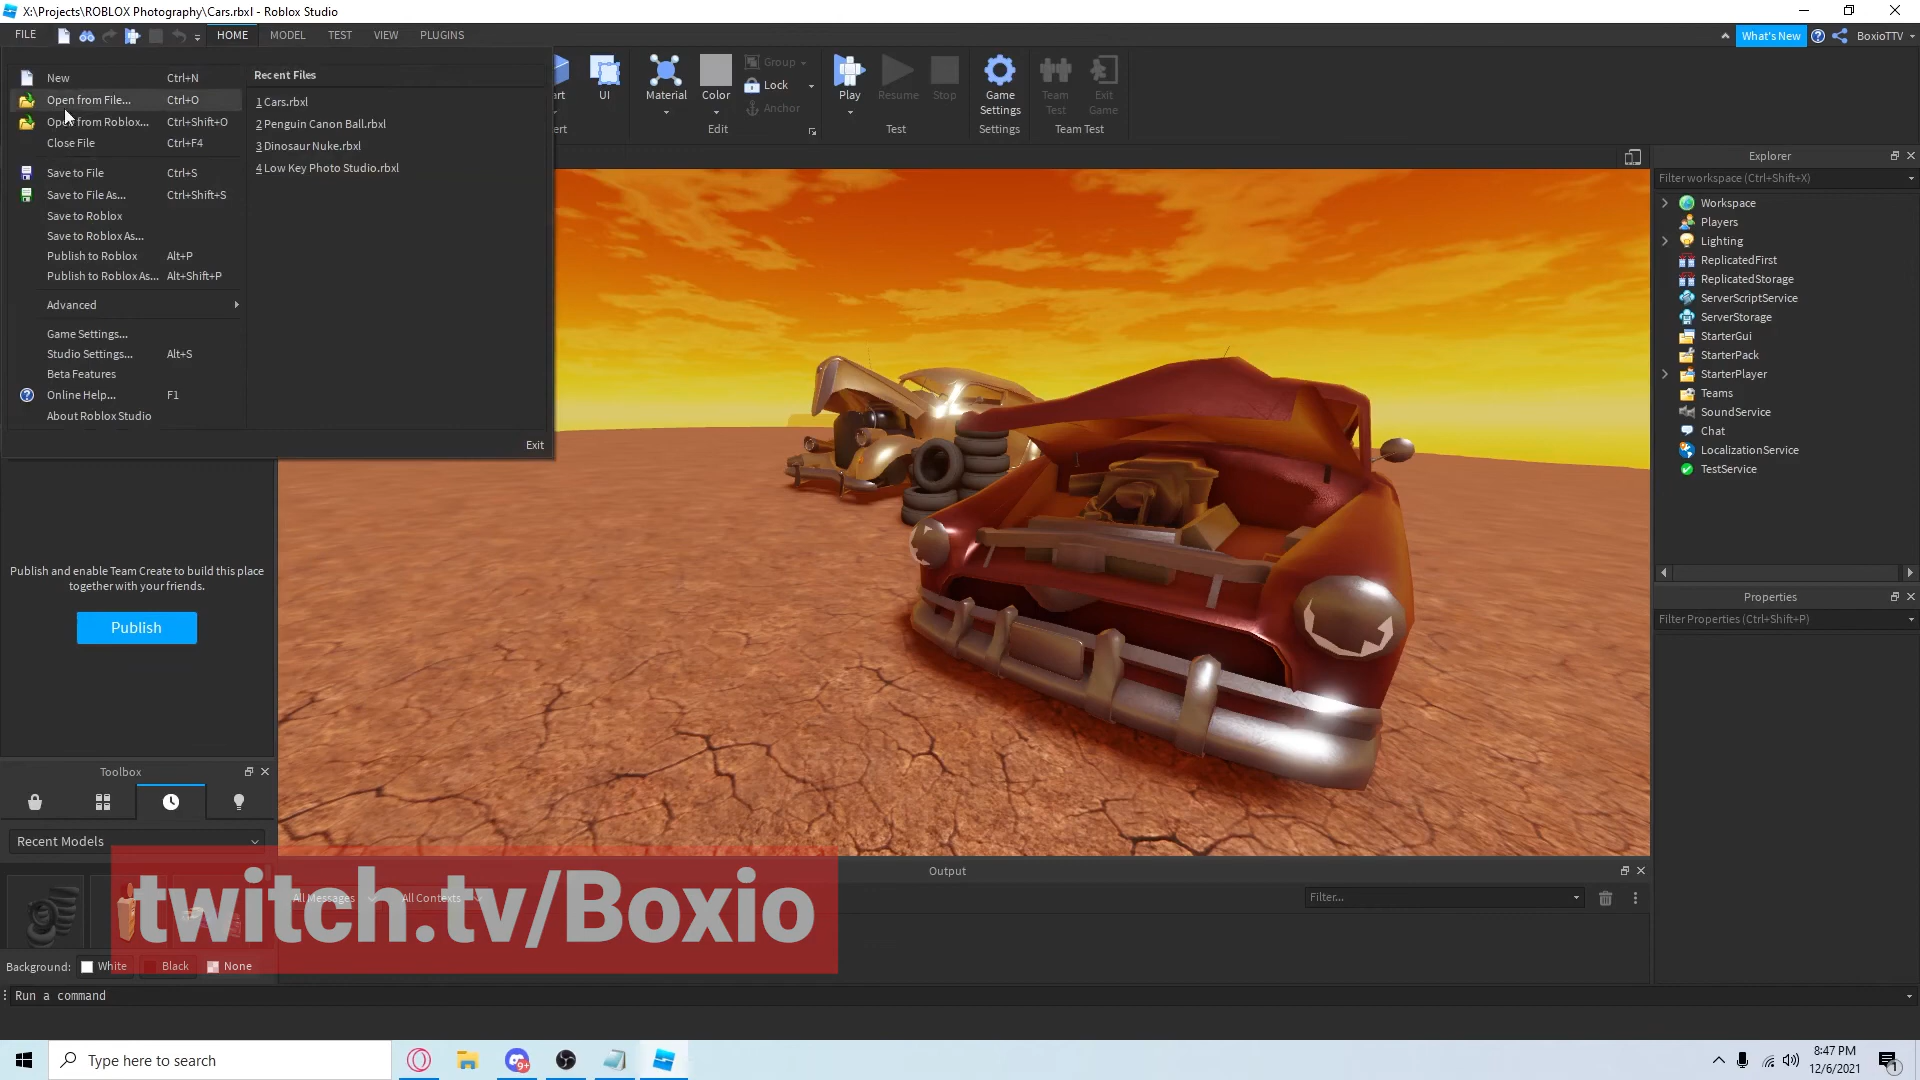 X:\Projects\ROBLOX Photography\Cars.rbxl - Roblox Studio
FILE HOME MODEL TEST VIEW PLUGINS What's New BoxioTTV
New Ctrl+N
Open from File... Ctrl+O
Open from Roblox... Ctrl+Shift+O
Close File Ctrl+F4
Save to File Ctrl+S
Save to File As... Ctrl+Shift+S
Save to Roblox
Save to Roblox As...
Publish to Roblox Alt+P
Publish to Roblox As... Alt+Shift+P
Advanced
Game Settings...
Studio Settings... Alt+S
Beta Features
Online Help... F1
About Roblox Studio
Recent Files
1 Cars.rbxl
2 Penguin Canon Ball.rbxl
3 Dinosaur Nuke.rbxl
4 Low Key Photo Studio.rbxl
Exit
art
UI
ert
Material
Color
Group
Lock
Anchor
Edit
Play
Resume
Stop
Test
Game
Settings
Settings
Team
Test
Exit
Game
Team Test
Explorer
Filter workspace (Ctrl+Shift+X)
Workspace
Players
Lighting
ReplicatedFirst
ReplicatedStorage
ServerScriptService
ServerStorage
StarterGui
StarterPack
StarterPlayer
Teams
SoundService
Chat
LocalizationService
TestService
Properties
Filter Properties (Ctrl+Shift+P)
Publish and enable Team Create to build this place
together with your friends.
Publish
Toolbox
Recent Models
Background: White Black None
Output
All Messages All Contexts
Filter...
twitch.tv/Boxio
Run a command
Type here to search
9+
8:47 PM
12/6/2021
1